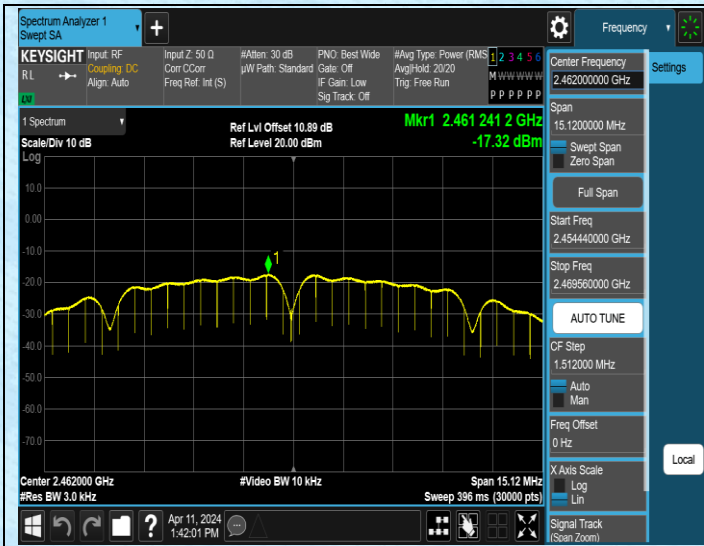 Spectrum Analyzer 1
Swept SA
+
Frequency
KEYSIGHT
RL
LXI
Input: RF
Coupling: DC
Align: Auto
Input Z: 50 Ω
Corr CCorr
Freq Ref: Int (S)
#Atten: 30 dB
µW Path: Standard
PNO: Best Wide
Gate: Off
IF Gain: Low
Sig Track: Off
#Avg Type: Power (RMS
Avg|Hold: 20/20
Trig: Free Run
1 2 3 4 5 6
M W W W W W
P P P P P P
Center Frequency
2.462000000 GHz
Settings
Span
15.1200000 MHz
Swept Span
Zero Span
Full Span
Start Freq
2.454440000 GHz
Stop Freq
2.469560000 GHz
AUTO TUNE
CF Step
1.512000 MHz
Auto
Man
Freq Offset
0 Hz
X Axis Scale
Log
Lin
Signal Track
(Span Zoom)
Local
1 Spectrum
Scale/Div 10 dB
Ref Lvl Offset 10.89 dB
Ref Level 20.00 dBm
Mkr1 2.461 241 2 GHz
-17.32 dBm
Log
10.0
0.00
-10.0
-20.0
-30.0
-40.0
-50.0
-60.0
-70.0
1
Center 2.462000 GHz
#Res BW 3.0 kHz
#Video BW 10 kHz
Span 15.12 MHz
Sweep 396 ms (30000 pts)
?
Apr 11, 2024
1:42:01 PM